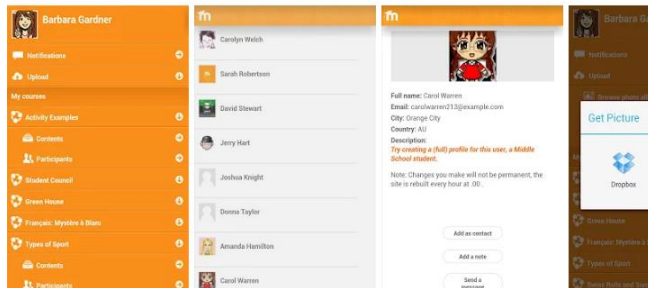 Barbara Gardner
Notifications
Upload
My courses
Activity Examples
Contents
Participants
Student Council
Green House
Français: Mystère à Blanc
Types of Sport
Contents
Participants
m
Carolyn Welch
Sarah Robertson
David Stewart
Jerry Hart
Joshua Knight
Donna Taylor
Amanda Hamilton
Carol Warren
m
Full name: Carol Warren
Email: carolwarren213@example.com
City: Orange City
Country: AU
Description:
Try creating a (full) profile for this user, a Middle
School student.
Note: Changes you make will not be permanent, the
site is rebuilt every hour at :00 .
Add as contact
Add a note
Send a
message
Barbara Ga
Notifications
Upload
Get Picture
Dropbox
Green House
Français: Mystère à
Types of Sport